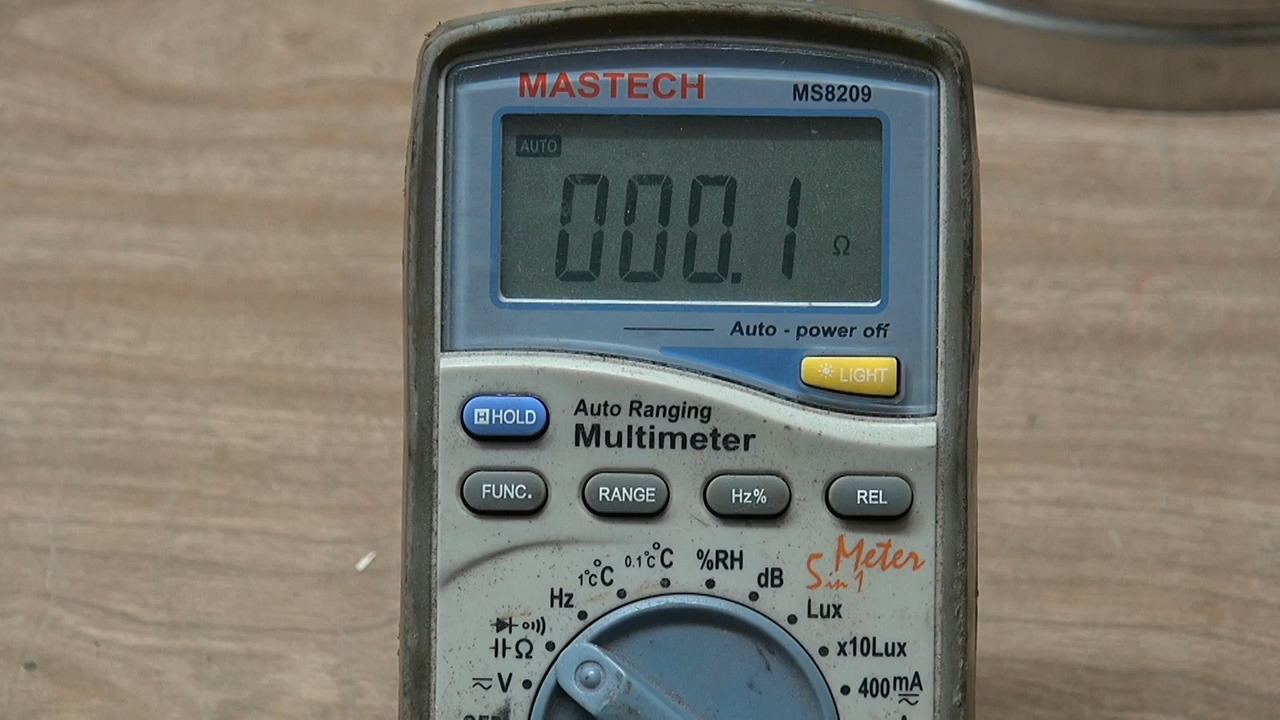 MASTECH
MS8209
AUTO
000.1 Ω
Auto - power off
LIGHT
H HOLD
Auto Ranging
Multimeter
FUNC.
RANGE
Hz%
REL
5 in 1 Meter
Hz
1°C
0.1°C
%RH
dB
Lux
x10Lux
400mA
Ω
V